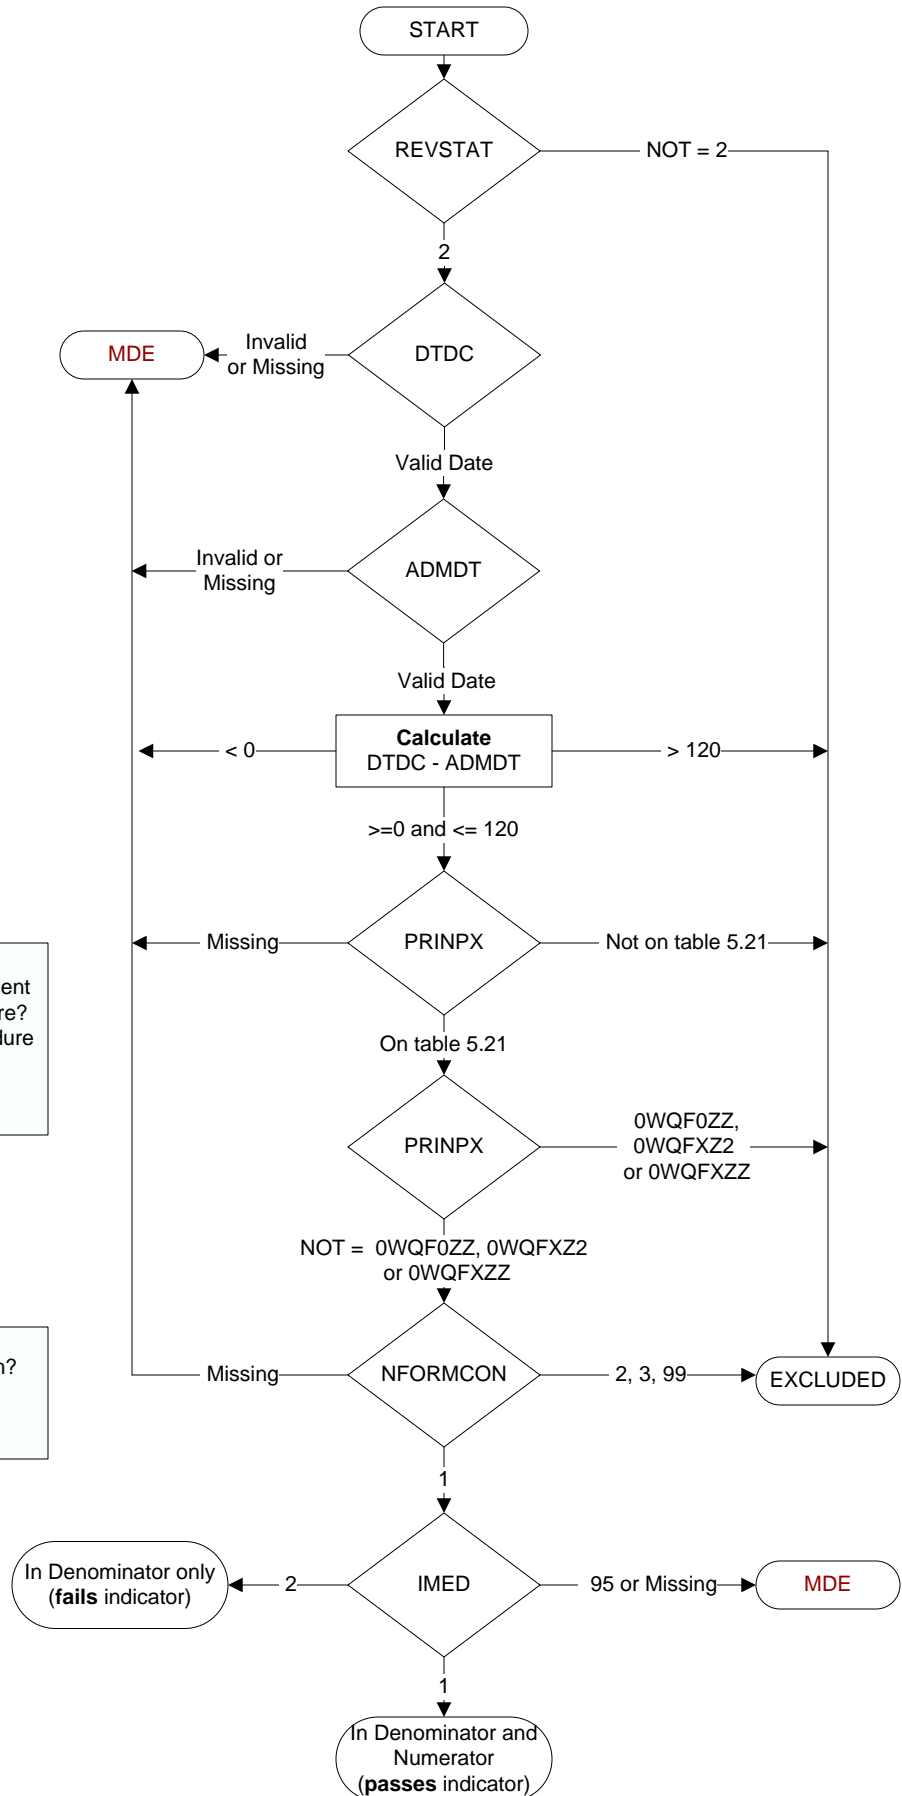 START
REVSTAT
NOT = 2
2
DTDC
Invalid
or Missing
MDE
Valid Date
ADMDT
Invalid or
Missing
Valid Date
Calculate
DTDC - ADMDT
< 0
> 120
>=0 and <= 120
PRINPX
Missing
Not on table 5.21
On table 5.21
PRINPX
0WQF0ZZ,
0WQFXZ2
or 0WQFXZZ
NOT = 0WQF0ZZ, 0WQFXZ2
or 0WQFXZZ
NFORMCON
Missing
2, 3, 99
EXCLUDED
1
IMED
2
In Denominator only
(fails indicator)
95 or Missing
MDE
1
In Denominator and
Numerator
(passes indicator)